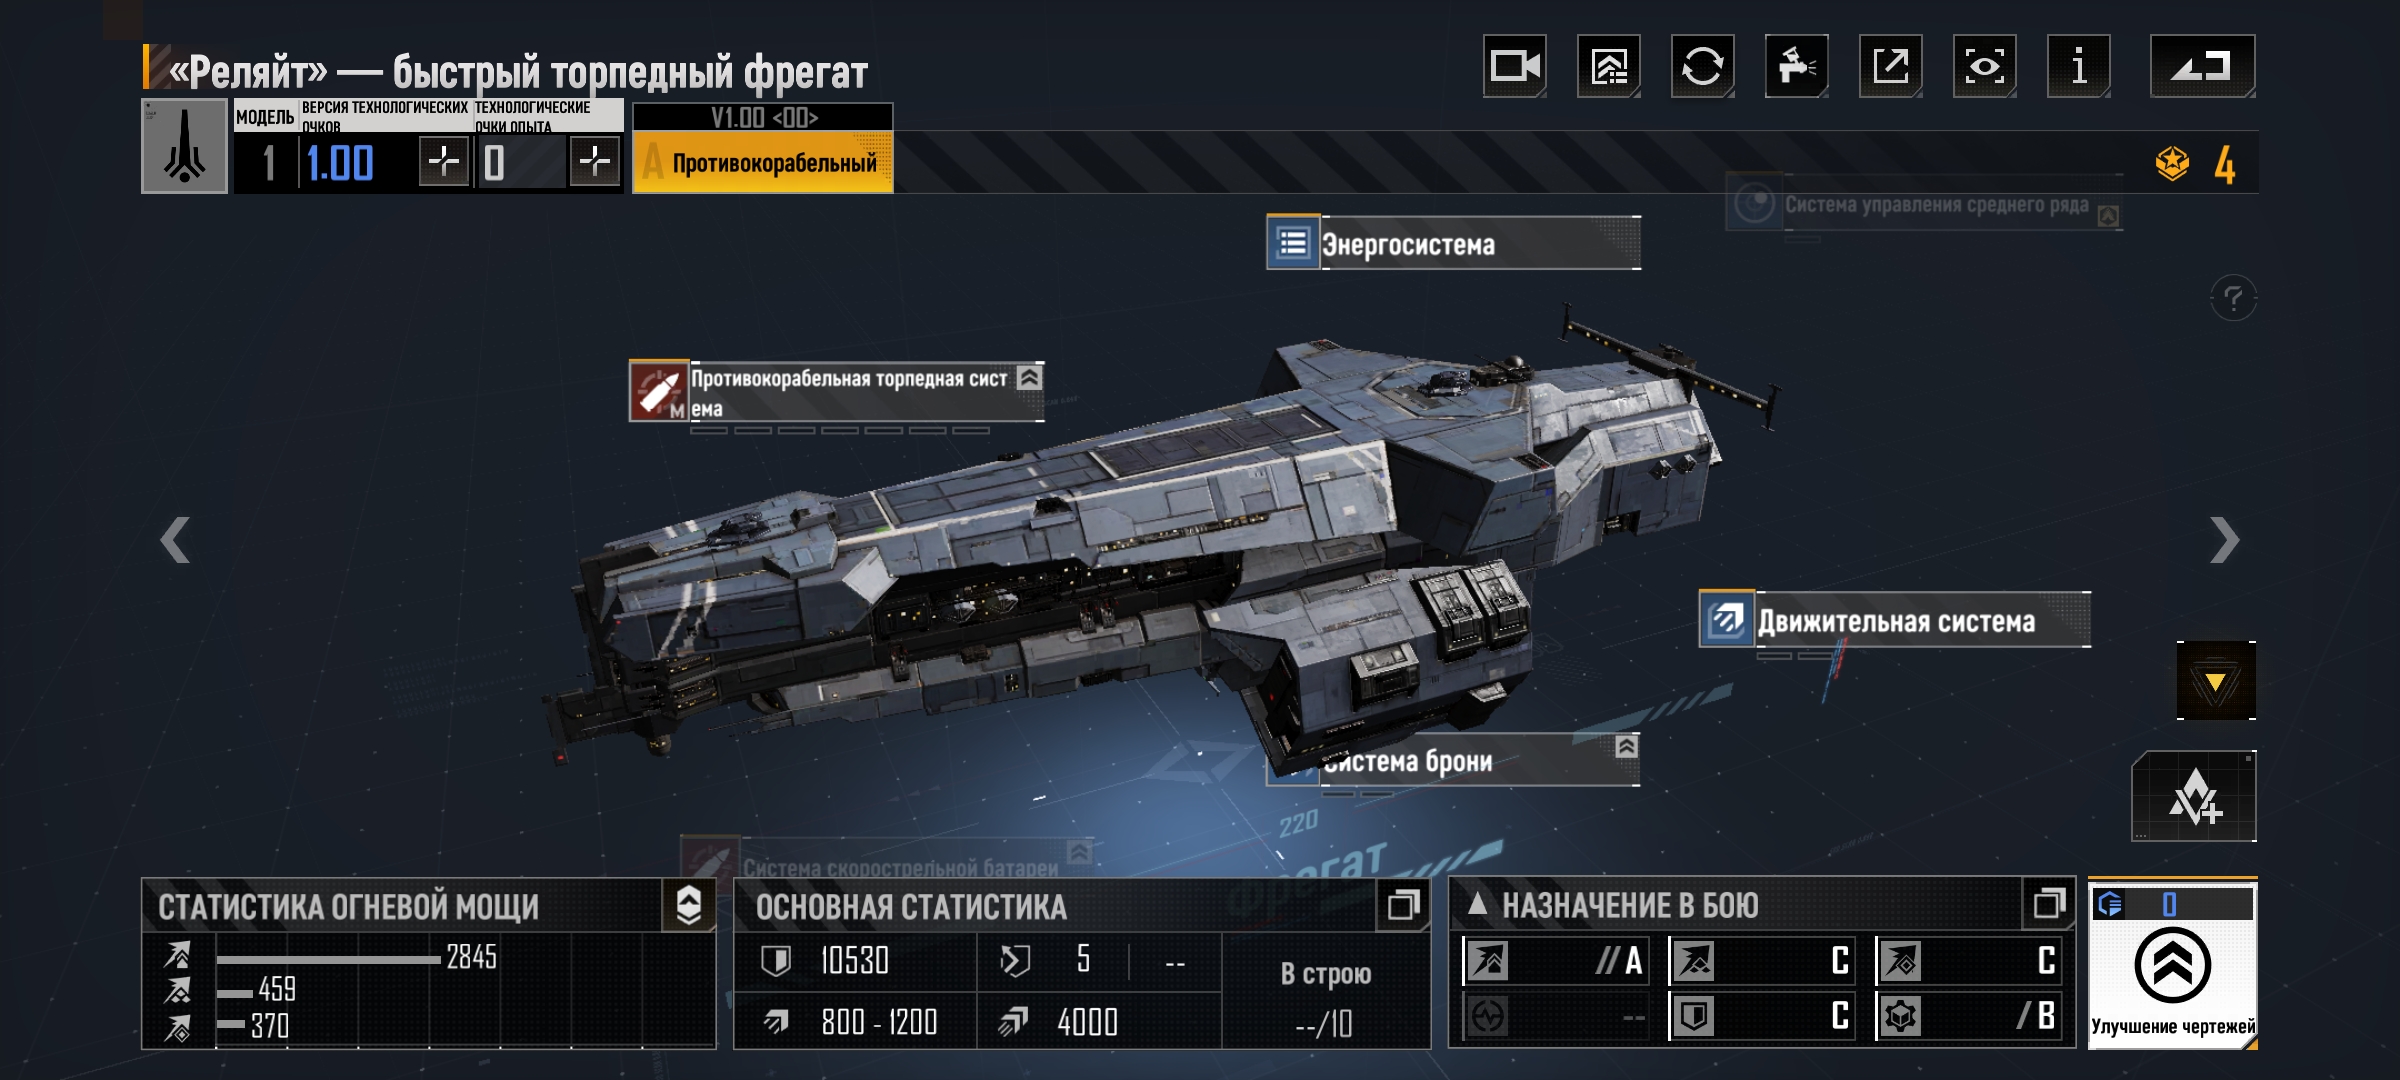 «Реляйт» — быстрый торпедный фрегат
МОДЕЛЬ
ВЕРСИЯ ТЕХНОЛОГИЧЕСКИХ
ОЧКОВ
ТЕХНОЛОГИЧЕСКИЕ
ОЧКИ ОПЫТА
1
1.00
0
V1.00 <00>
A Противокорабельный
4
Система управления среднего ряда
Энергосистема
Противокорабельная торпедная сист
ема
M
Движительная система
Система брони
220
Фрегат
Система скорострельной батареи
СТАТИСТИКА ОГНЕВОЙ МОЩИ
2845
459
370
ОСНОВНАЯ СТАТИСТИКА
10530
5
--
800 - 1200
4000
В строю
--/10
НАЗНАЧЕНИЕ В БОЮ
// A
C
C
--
C
/ B
0
Улучшение чертежей